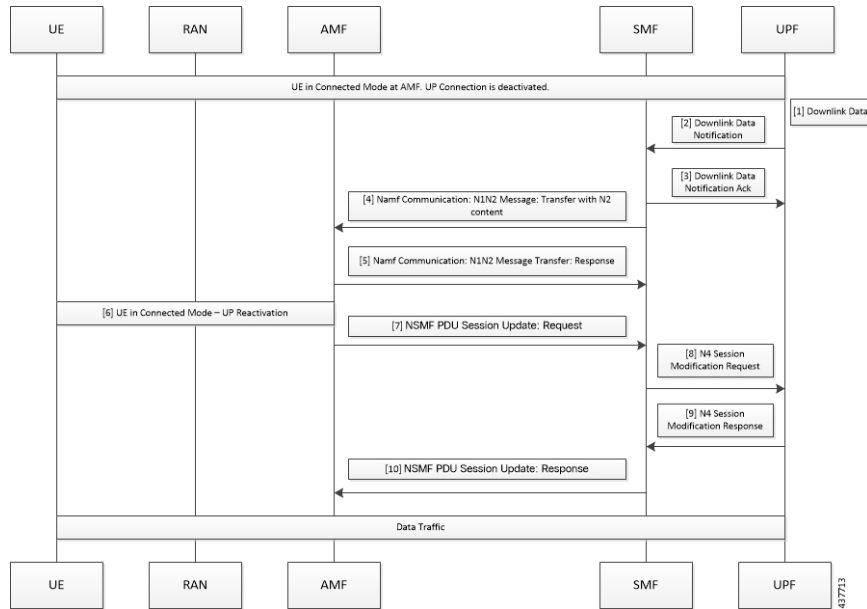 UE RAN AMF SMF UPF
UE in Connected Mode at AMF. UP Connection is deactivated.
[1] Downlink Data
[2] Downlink Data
Notification
[3] Downlink Data
Notification Ack
[4] Namf Communication: N1N2 Message: Transfer with N2
content
[5] Namf Communication: N1N2 Message Transfer: Response
[6] UE in Connected Mode – UP Reactivation
[7] NSMF PDU Session Update: Request
[8] N4 Session
Modification Request
[9] N4 Session
Modification Response
[10] NSMF PDU Session Update: Response
Data Traffic
UE RAN AMF SMF UPF
437713